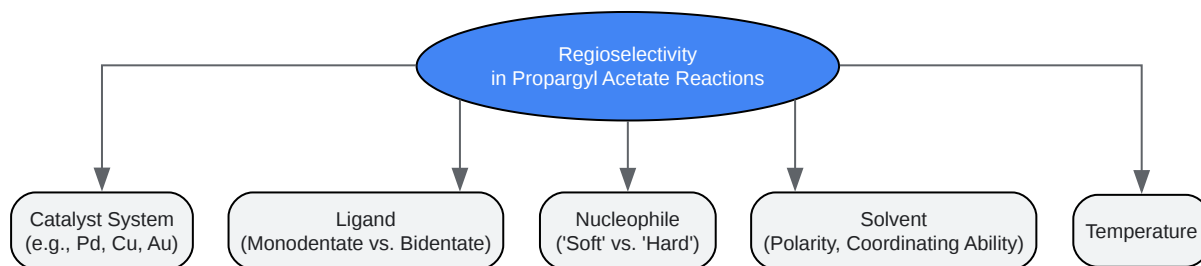 Regioselectivity
in Propargyl Acetate Reactions
Catalyst System
(e.g., Pd, Cu, Au)
Ligand
(Monodentate vs. Bidentate)
Nucleophile
('Soft' vs. 'Hard')
Solvent
(Polarity, Coordinating Ability)
Temperature